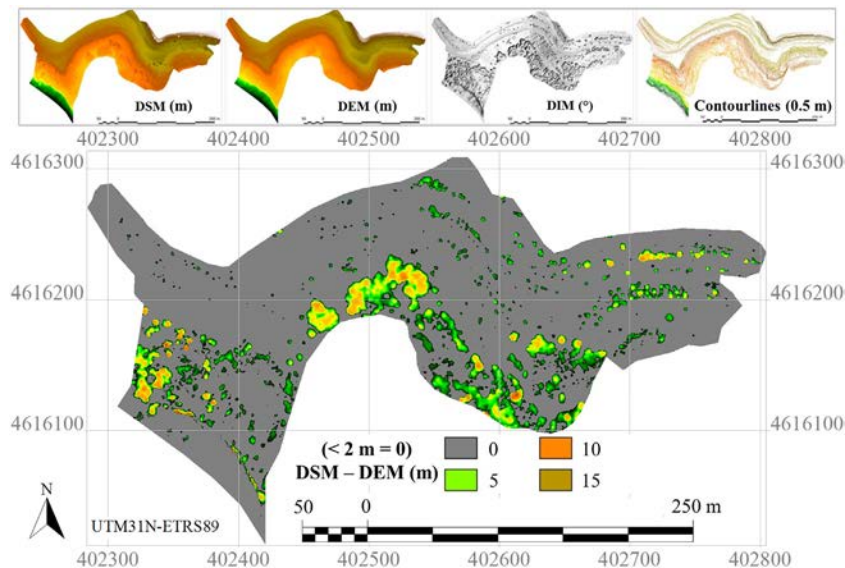 DSM (m) DEM (m) DIM (°) Contourlines (0.5 m)
402300 402400 402500 402600 402700 402800
4616300 4616300
4616200 4616200
4616100 4616100
(< 2 m = 0) 0 10
DSM – DEM (m) 5 15
N
UTM31N-ETRS89
50 0 250 m
402300 402400 402500 402600 402700 402800